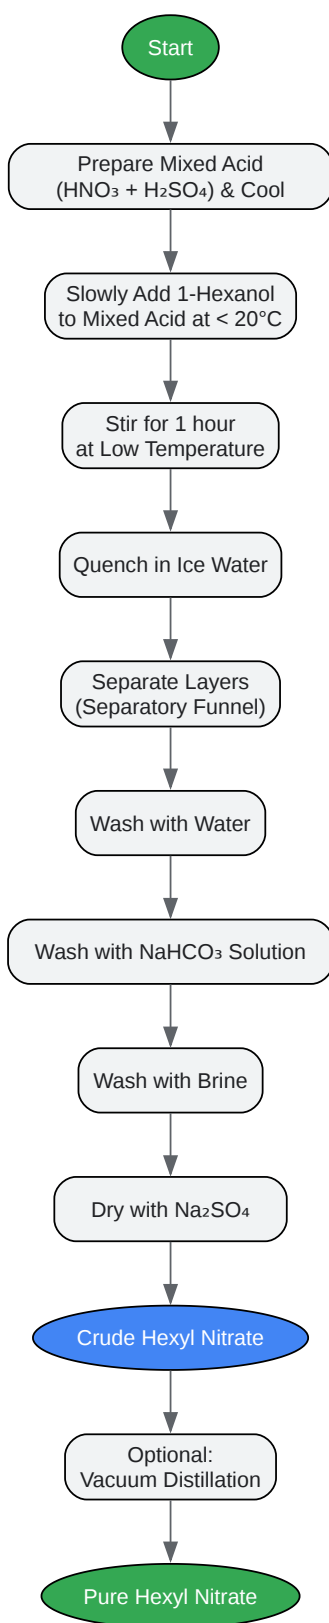 Start
Prepare Mixed Acid
(HNO₃ + H₂SO₄) & Cool
Slowly Add 1-Hexanol
to Mixed Acid at < 20°C
Stir for 1 hour
at Low Temperature
Quench in Ice Water
Separate Layers
(Separatory Funnel)
Wash with Water
Wash with NaHCO₃ Solution
Wash with Brine
Dry with Na₂SO₄
Crude Hexyl Nitrate
Optional:
Vacuum Distillation
Pure Hexyl Nitrate